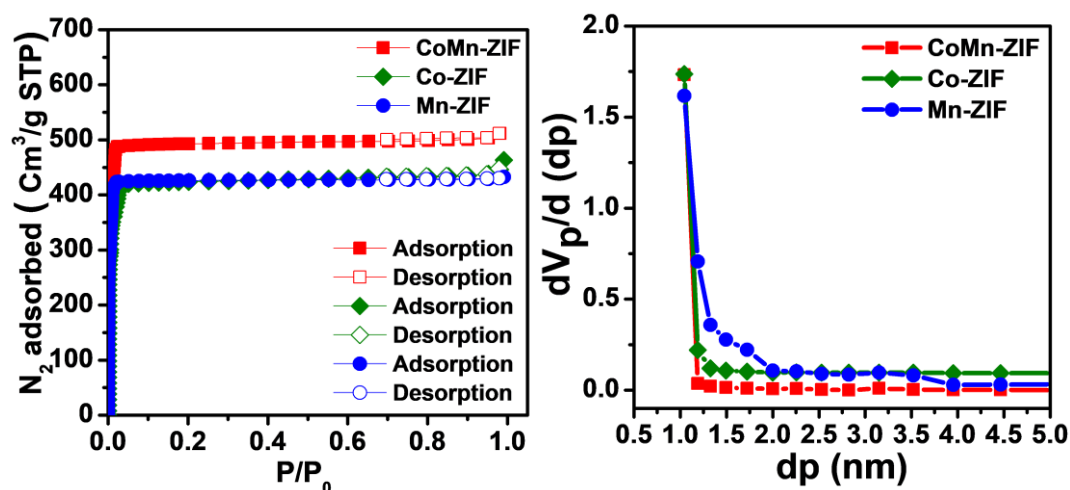 700
600
500
400
300
200
100
0
N2 adsorbed ( Cm3/g STP)
CoMn-ZIF
Co-ZIF
Mn-ZIF
Adsorption
Desorption
Adsorption
Desorption
Adsorption
Desorption
0.0 0.2 0.4 0.6 0.8 1.0
P/P0
2.0
1.5
1.0
0.5
0.0
dVp/d (dp)
CoMn-ZIF
Co-ZIF
Mn-ZIF
0.5 1.0 1.5 2.0 2.5 3.0 3.5 4.0 4.5 5.0
dp (nm)